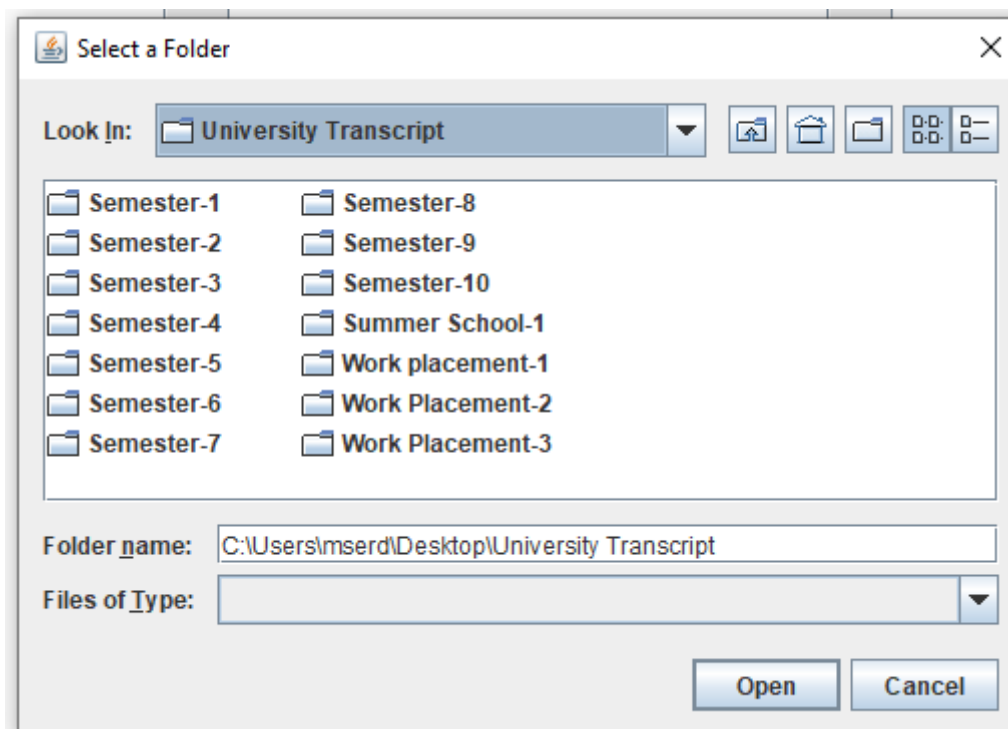 Select a Folder
Look In: University Transcript
Semester-1 Semester-8
Semester-2 Semester-9
Semester-3 Semester-10
Semester-4 Summer School-1
Semester-5 Work placement-1
Semester-6 Work Placement-2
Semester-7 Work Placement-3
Folder name: C:\Users\mserd\Desktop\University Transcript
Files of Type:
Open Cancel